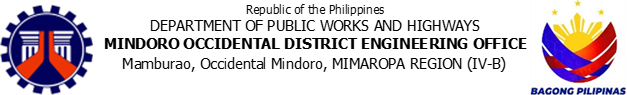 Republic of the Philippines
DEPARTMENT OF PUBLIC WORKS AND HIGHWAYS
MINDORO OCCIDENTAL DISTRICT ENGINEERING OFFICE
Mamburao, Occidental Mindoro, MIMAROPA REGION (IV-B)
BAGONG PILIPINAS